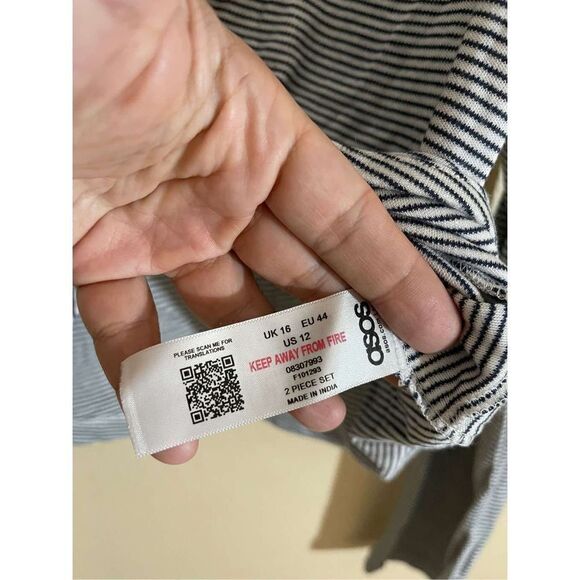 PLEASE SCAN ME FOR
TRANSLATIONS
UK 16 EU 44
US 12
KEEP AWAY FROM FIRE
08307993
F101293
2 PIECE SET
MADE IN INDIA
asos